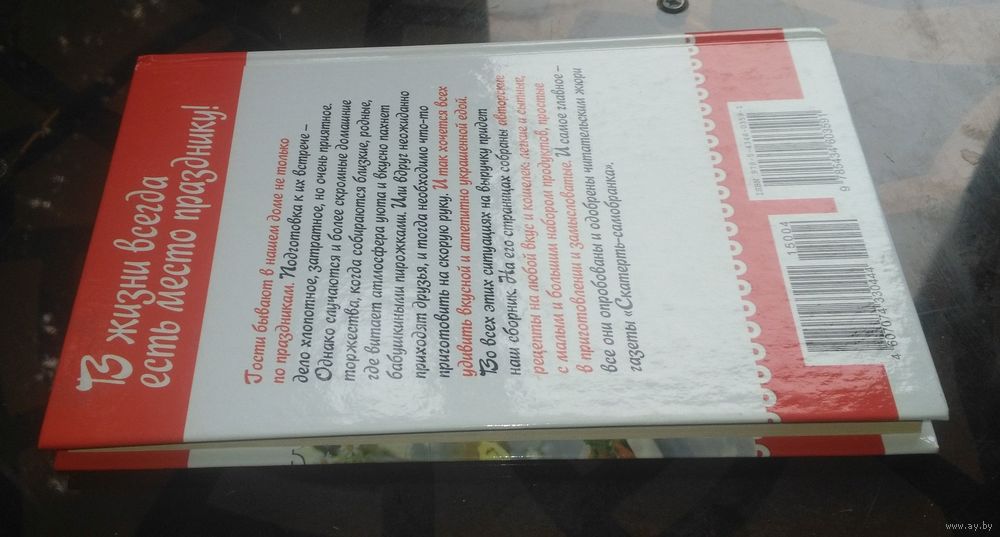 В жизни всегда
есть место празднику!
Гости бывают в нашем доме не только
по праздникам. Подготовка к их встрече –
дело хлопотное, затратное, но очень приятное.
Однако случаются и более скромные домашние
торжества, когда собираются близкие, родные,
где витает атмосфера уюта и вкусно пахнет
бабушкиными пирожками. Или вдруг неожиданно
приходят друзья, и тогда необходимо что-то
приготовить на скорую руку. И так хочется всех
удивить вкусной и аппетитно украшенной едой.
Во всех этих ситуациях на выручку придет
наш сборник. На его страницах собраны авторские
рецепты на любой вкус и кошелек: легкие и сытные,
с малым и большим набором продуктов, простые
в приготовлении и замысловатые. И самое главное –
все они опробованы и одобрены читательским жюри
газеты «Скатерть-самобранка».
15004
4 607074 330444
www.ay.by